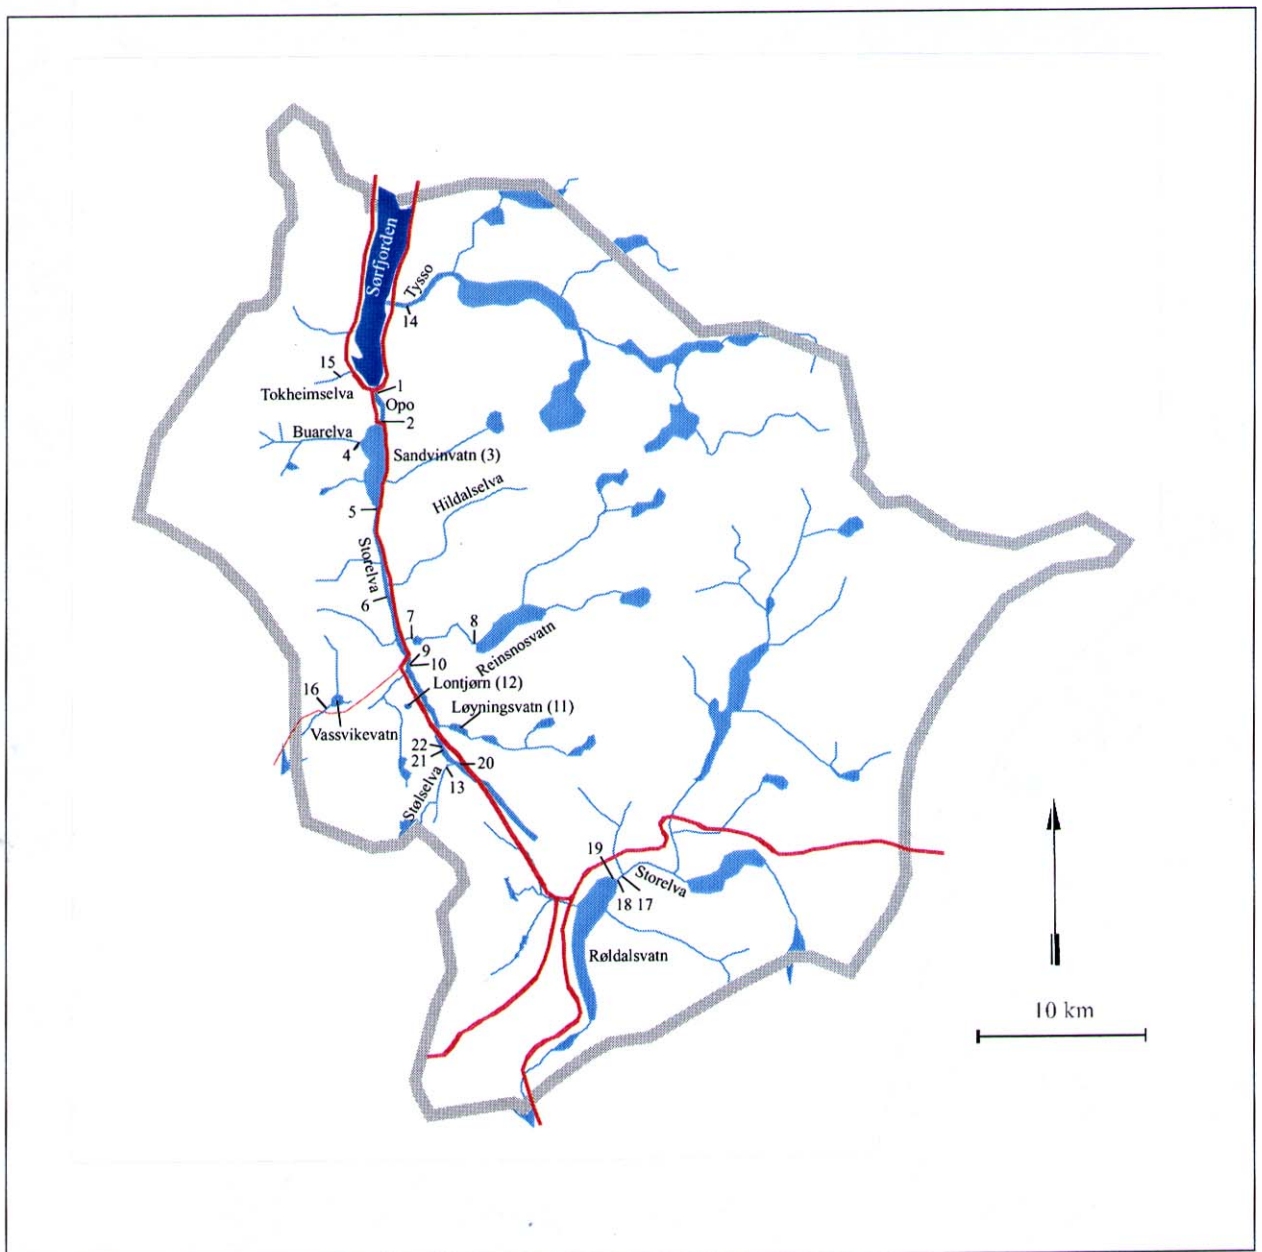 Sørfjorden
Tysso
14
15
Tokheimselva
1
Opo
2
Buarelva
4
Sandvinvatn (3)
Hildalselva
5
Storelva
6
7
8
Reinsnosvatn
9
10
Lontjørn (12)
16
Løyningsvatn (11)
Vassvikevatn
22
21
20
13
Stølselva
19
Storelva
18 17
Røldalsvatn
10 km